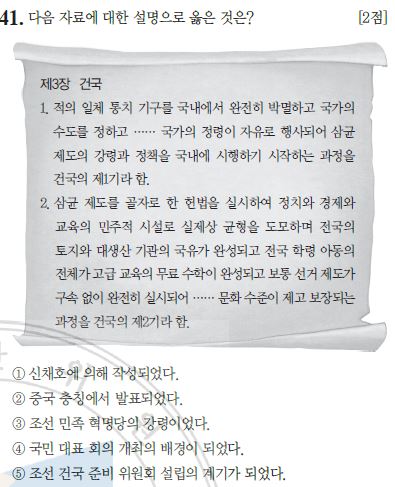 41. 다음 자료에 대한 설명으로 옳은 것은? [2점]
제3장 건국
1. 적의 일체 통치 기구를 국내에서 완전히 박멸하고 국가의
수도를 정하고 …… 국가의 정령이 자유로 행사되어 삼균
제도의 강령과 정책을 국내에 시행하기 시작하는 과정을
건국의 제1기라 함.
2. 삼균 제도를 골자로 한 헌법을 실시하여 정치와 경제와
교육의 민주적 시설로 실제상 균형을 도모하며 전국의
토지와 대생산 기관의 국유가 완성되고 전국 학령 아동의
전체가 고급 교육의 무료 수학이 완성되고 보통 선거 제도가
구속 없이 완전히 실시되어 …… 문화 수준이 제고 보장되는
과정을 건국의 제2기라 함.
① 신채호에 의해 작성되었다.
② 중국 충칭에서 발표되었다.
③ 조선 민족 혁명당의 강령이었다.
④ 국민 대표 회의 개최의 배경이 되었다.
⑤ 조선 건국 준비 위원회 설립의 계기가 되었다.